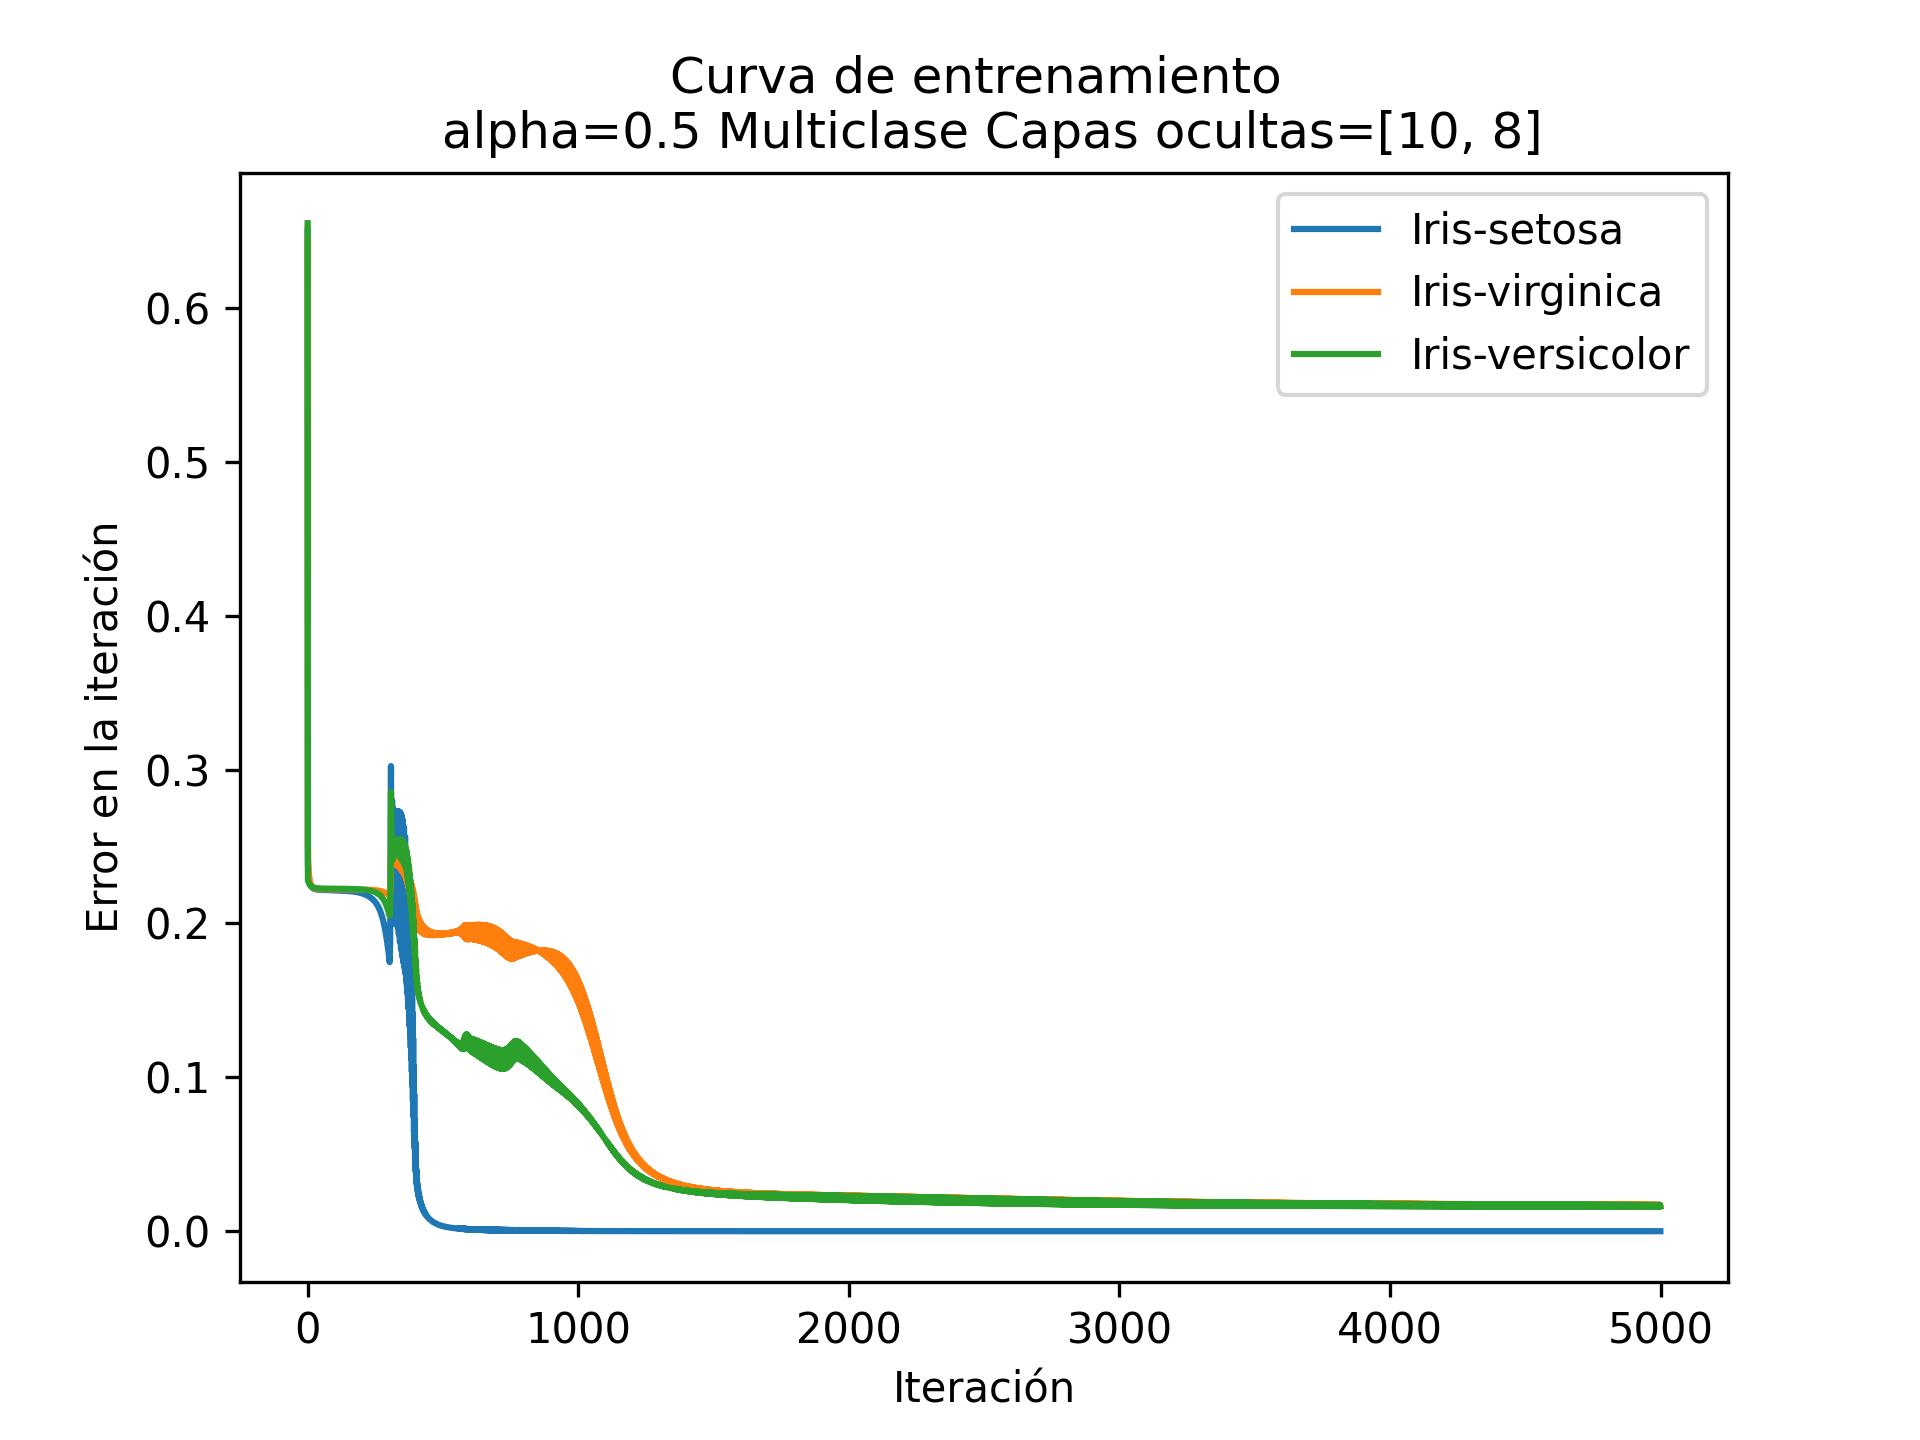 Curva de entrenamiento
alpha=0.5 Multiclase Capas ocultas=[10, 8]
Iris-setosa
Iris-virginica
Iris-versicolor
Error en la iteración
0.6
0.5
0.4
0.3
0.2
0.1
0.0
0 1000 2000 3000 4000 5000
Iteración